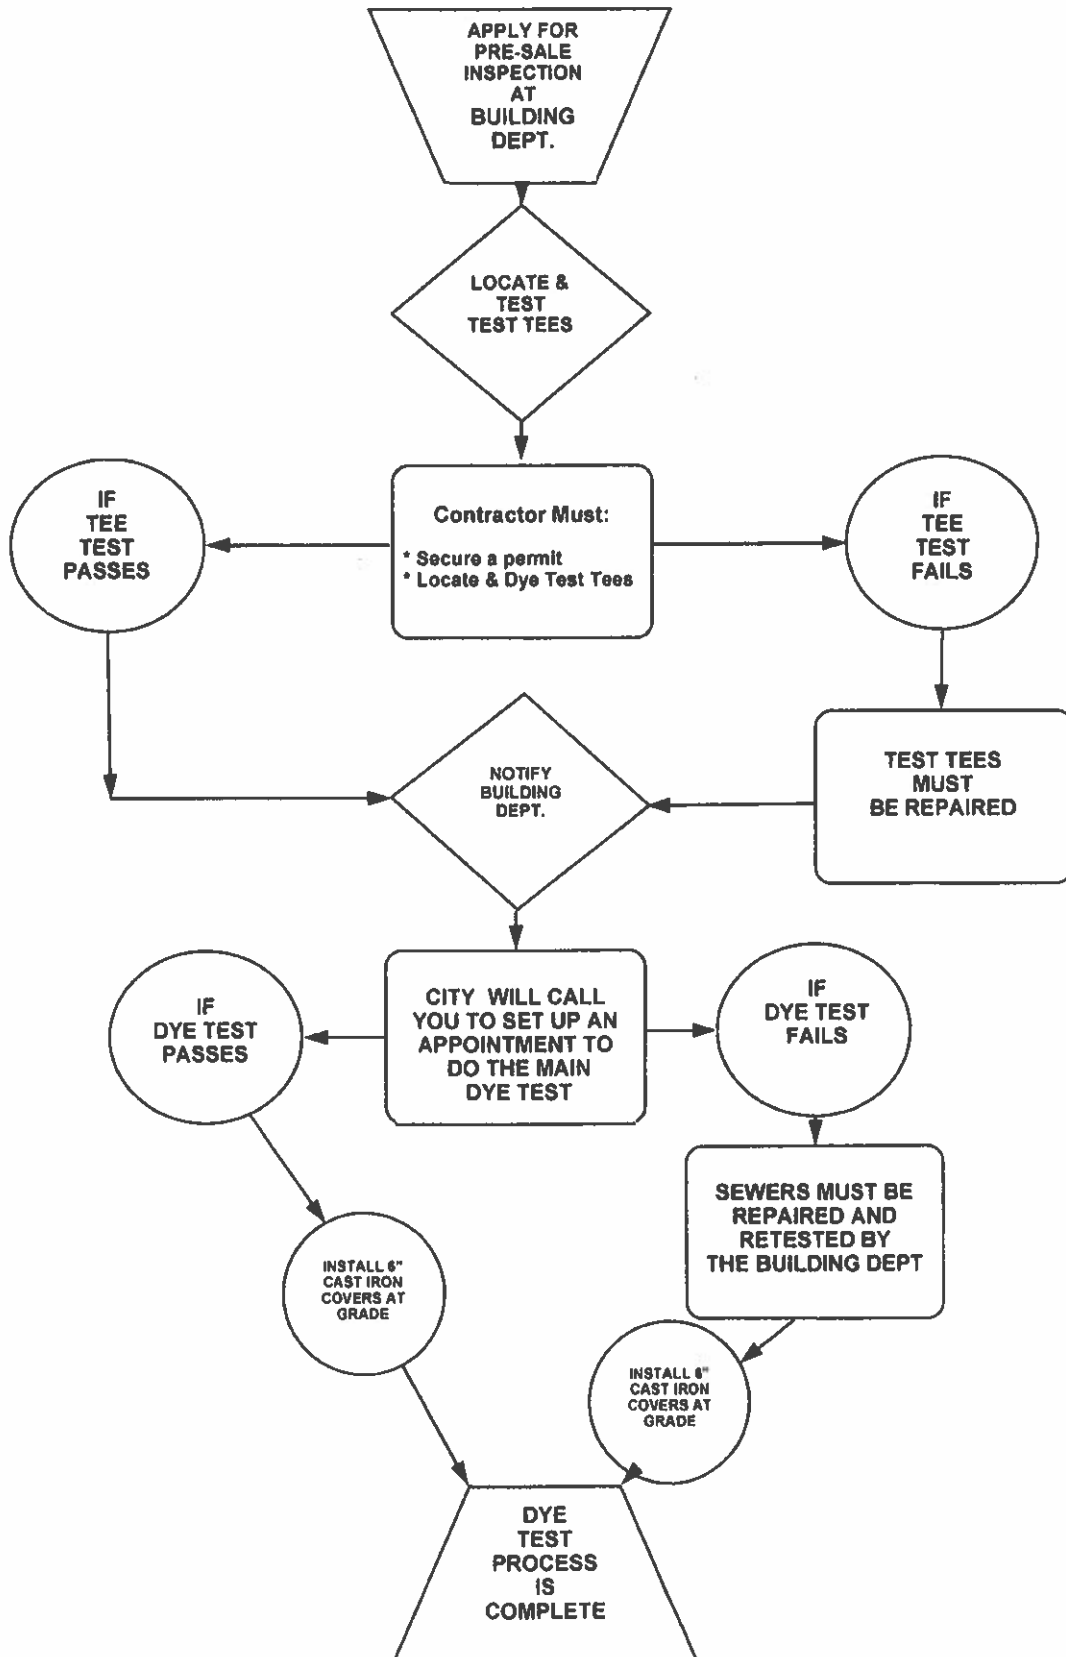 APPLY FOR
PRE-SALE
INSPECTION
AT
BUILDING
DEPT.
LOCATE &
TEST
TEST TEES
IF
TEE
TEST
PASSES
Contractor Must:
* Secure a permit
* Locate & Dye Test Tees
IF
TEE
TEST
FAILS
NOTIFY
BUILDING
DEPT.
TEST TEES
MUST
BE REPAIRED
IF
DYE TEST
PASSES
CITY WILL CALL
YOU TO SET UP AN
APPOINTMENT TO
DO THE MAIN
DYE TEST
IF
DYE TEST
FAILS
SEWERS MUST BE
REPAIRED AND
RETESTED BY
THE BUILDING DEPT
INSTALL 6"
CAST IRON
COVERS AT
GRADE
INSTALL 6"
CAST IRON
COVERS AT
GRADE
DYE
TEST
PROCESS
IS
COMPLETE